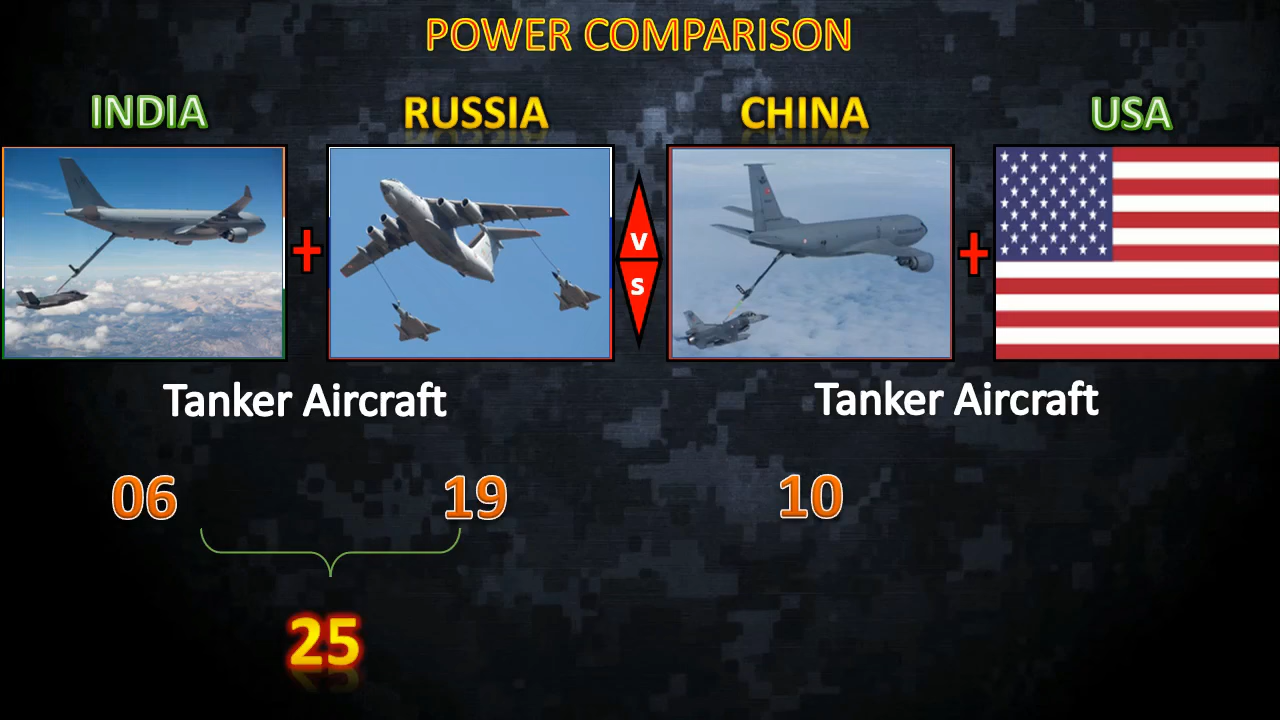 POWER COMPARISON
INDIA
RUSSIA
CHINA
USA
+
V
S
+
Tanker Aircraft
Tanker Aircraft
06
19
10
25